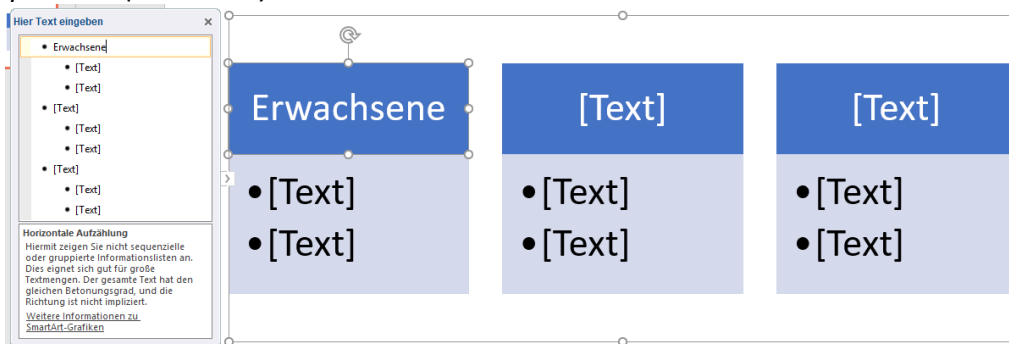 Hier Text eingeben
• Erwachsene
• [Text]
• [Text]
• [Text]
• [Text]
• [Text]
• [Text]
• [Text]
• [Text]
Horizontale Aufzählung
Hiermit zeigen Sie nicht sequenzielle
oder gruppierte Informationslisten an.
Dies eignet sich gut für große
Textmengen. Der gesamte Text hat den
gleichen Betonungsgrad, und die
Richtung ist nicht impliziert.
Weitere Informationen zu
SmartArt-Grafiken
Erwachsene
•[Text]
•[Text]
[Text]
•[Text]
•[Text]
[Text]
•[Text]
•[Text]